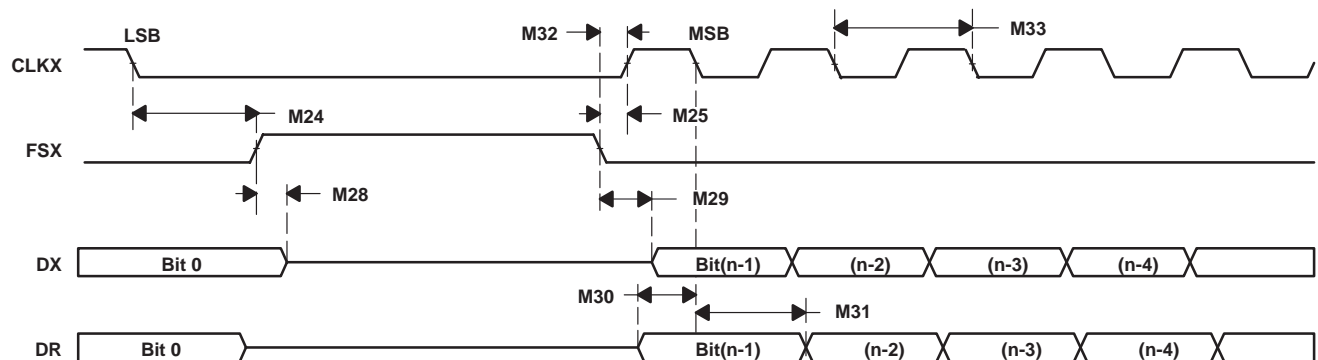 LSB M32 MSB M33
CLKX
M24 M25
FSX
M28 M29
DX Bit 0 Bit(n-1) (n-2) (n-3) (n-4)
M30 M31
DR Bit 0 Bit(n-1) (n-2) (n-3) (n-4)